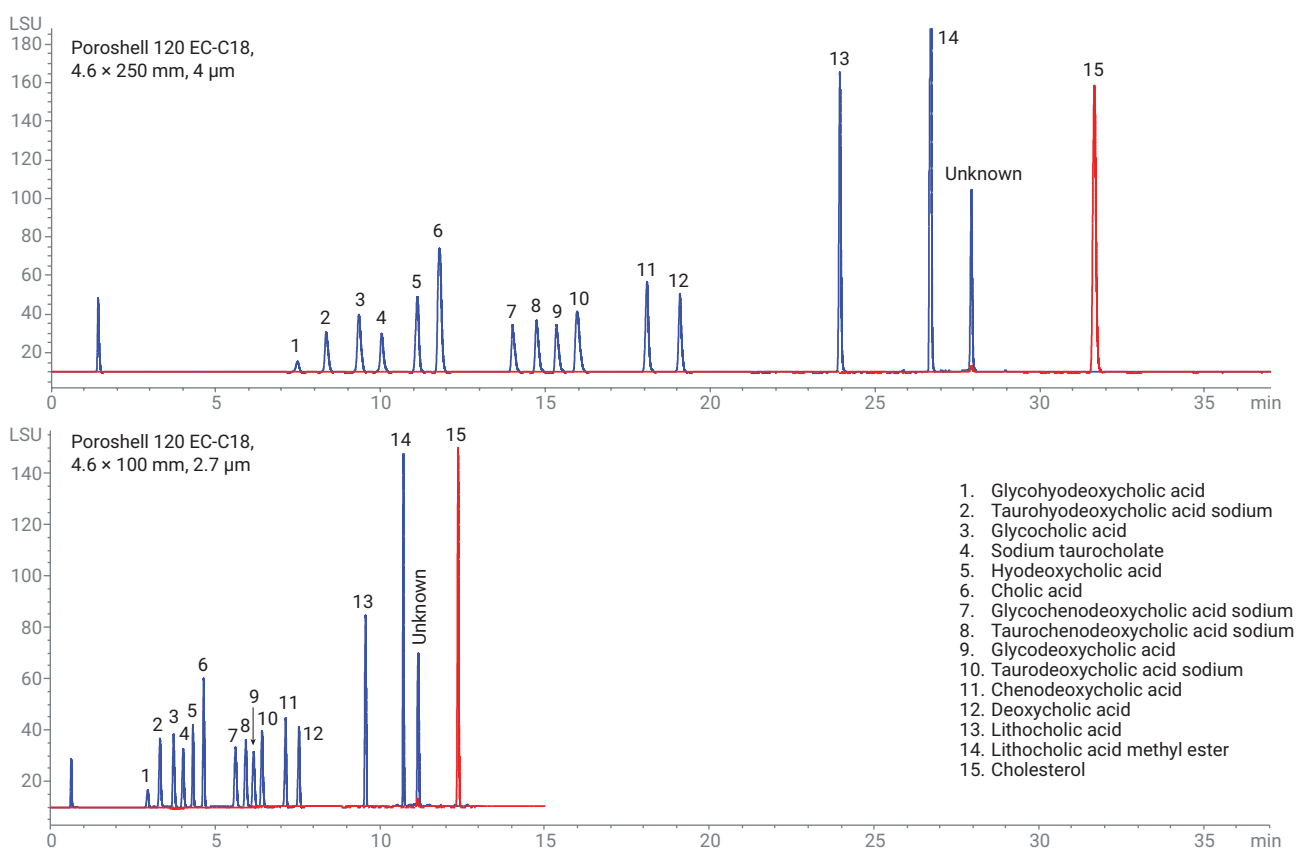 LSU
Poroshell 120 EC-C18,
4.6 × 250 mm, 4 µm
180
160
140
120
100
80
60
40
20
1
2
3
4
5
6
7
8
9
10
11
12
13
14
Unknown
15
0 5 10 15 20 25 30 35 min
LSU
Poroshell 120 EC-C18,
4.6 × 100 mm, 2.7 µm
140
120
100
80
60
40
20
1
2
3
4
5
6
7
8
9
10
11
12
13
14
Unknown
15
0 5 10 15 20 25 30 35 min
1. Glycohyodeoxycholic acid
2. Taurohyodeoxycholic acid sodium
3. Glycocholic acid
4. Sodium taurocholate
5. Hyodeoxycholic acid
6. Cholic acid
7. Glycochenodeoxycholic acid sodium
8. Taurochenodeoxycholic acid sodium
9. Glycodeoxycholic acid
10. Taurodeoxycholic acid sodium
11. Chenodeoxycholic acid
12. Deoxycholic acid
13. Lithocholic acid
14. Lithocholic acid methyl ester
15. Cholesterol